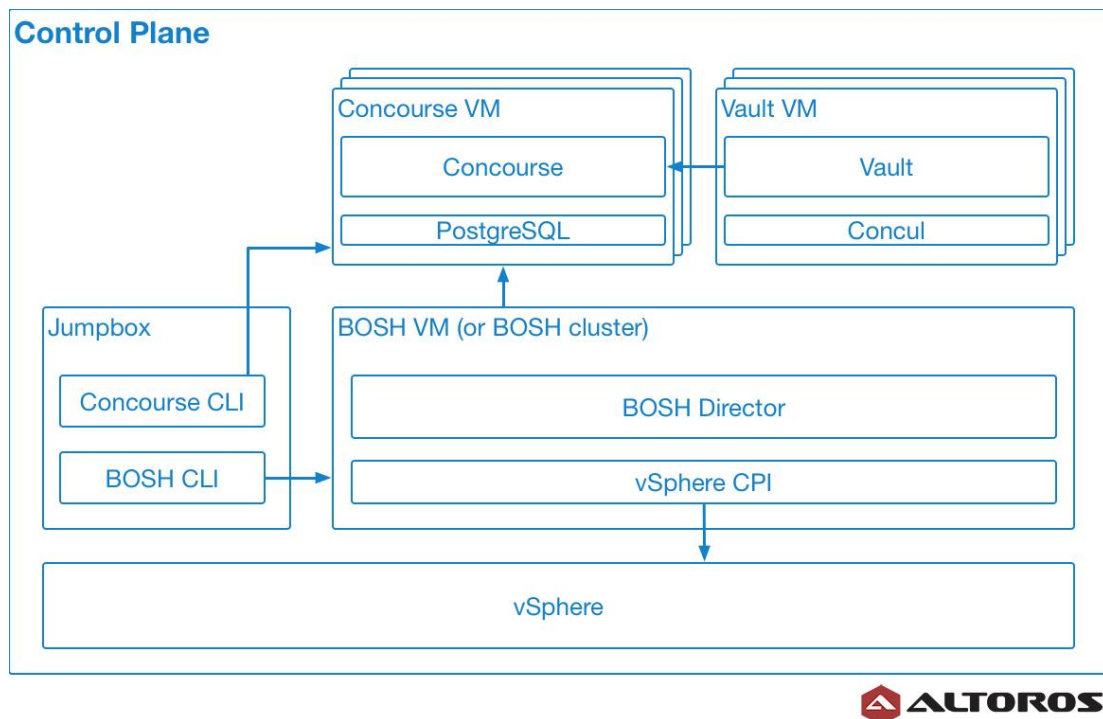 Control Plane
Concourse VM
Concourse
PostgreSQL
Vault VM
Vault
Concul
Jumpbox
Concourse CLI
BOSH CLI
BOSH VM (or BOSH cluster)
BOSH Director
vSphere CPI
vSphere
ALTOROS